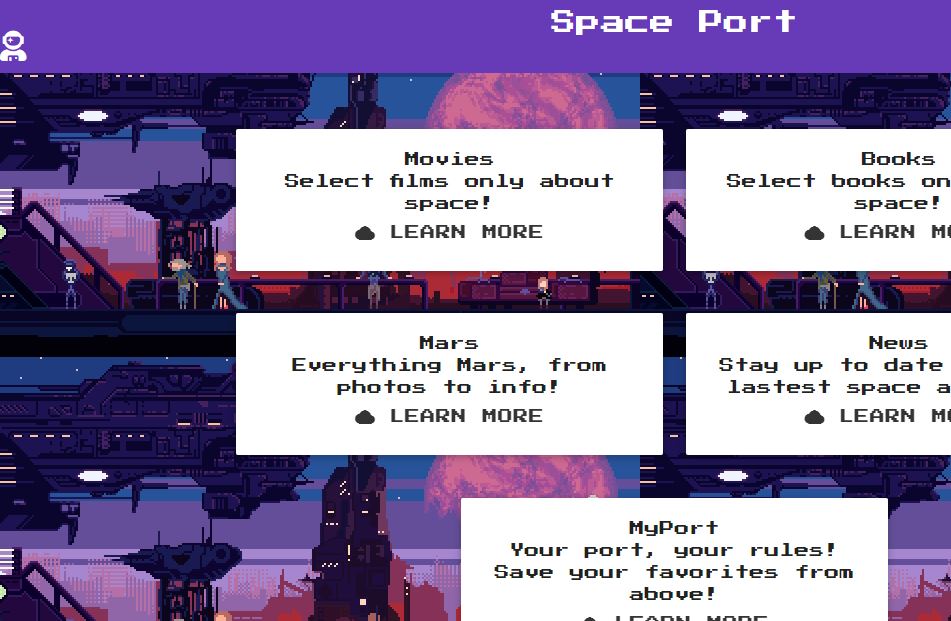 Space Port
Movies
Select films only about
space!
LEARN MORE
Books
Select books on
space!
LEARN
Mars
Everything Mars, from
photos to info!
LEARN MORE
News
Stay up to date
lastest space
LEARN
MyPort
Your port, your rules!
Save your favorites from
above!
LEARN MORE